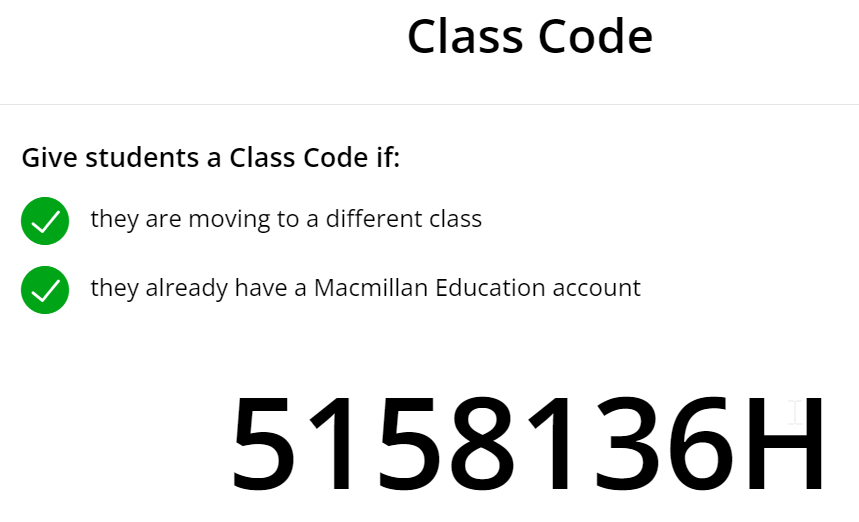 Class Code
Give students a Class Code if:
they are moving to a different class
they already have a Macmillan Education account
5158136H